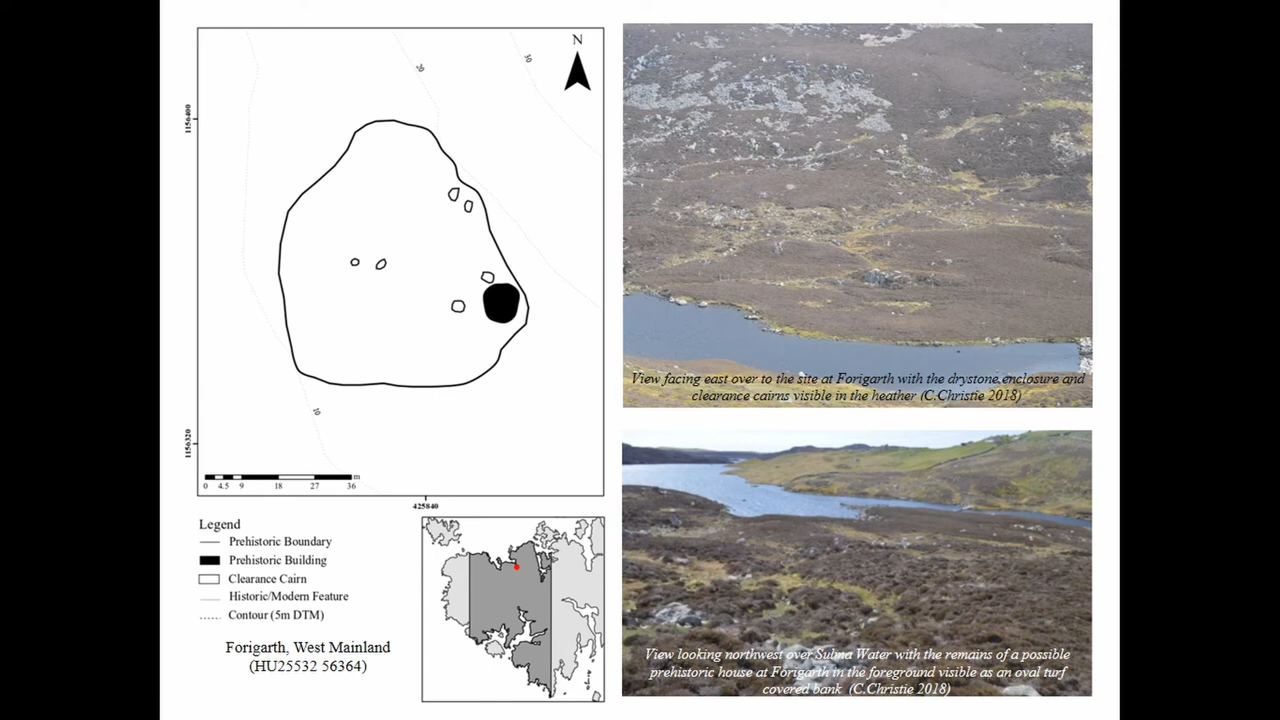 N
20
30
1156400
1156320
10
0 4.5 9 18 27 36 m
425840
Legend
Prehistoric Boundary
Prehistoric Building
Clearance Cairn
Historic/Modern Feature
Contour (5m DTM)
Forigarth, West Mainland
(HU25532 56364)
View facing east over to the site at Forigarth with the drystone enclosure and
clearance cairns visible in the heather (C.Christie 2018)
View looking northwest over Sulma Water with the remains of a possible
prehistoric house at Forigarth in the foreground visible as an oval turf
covered bank (C.Christie 2018)